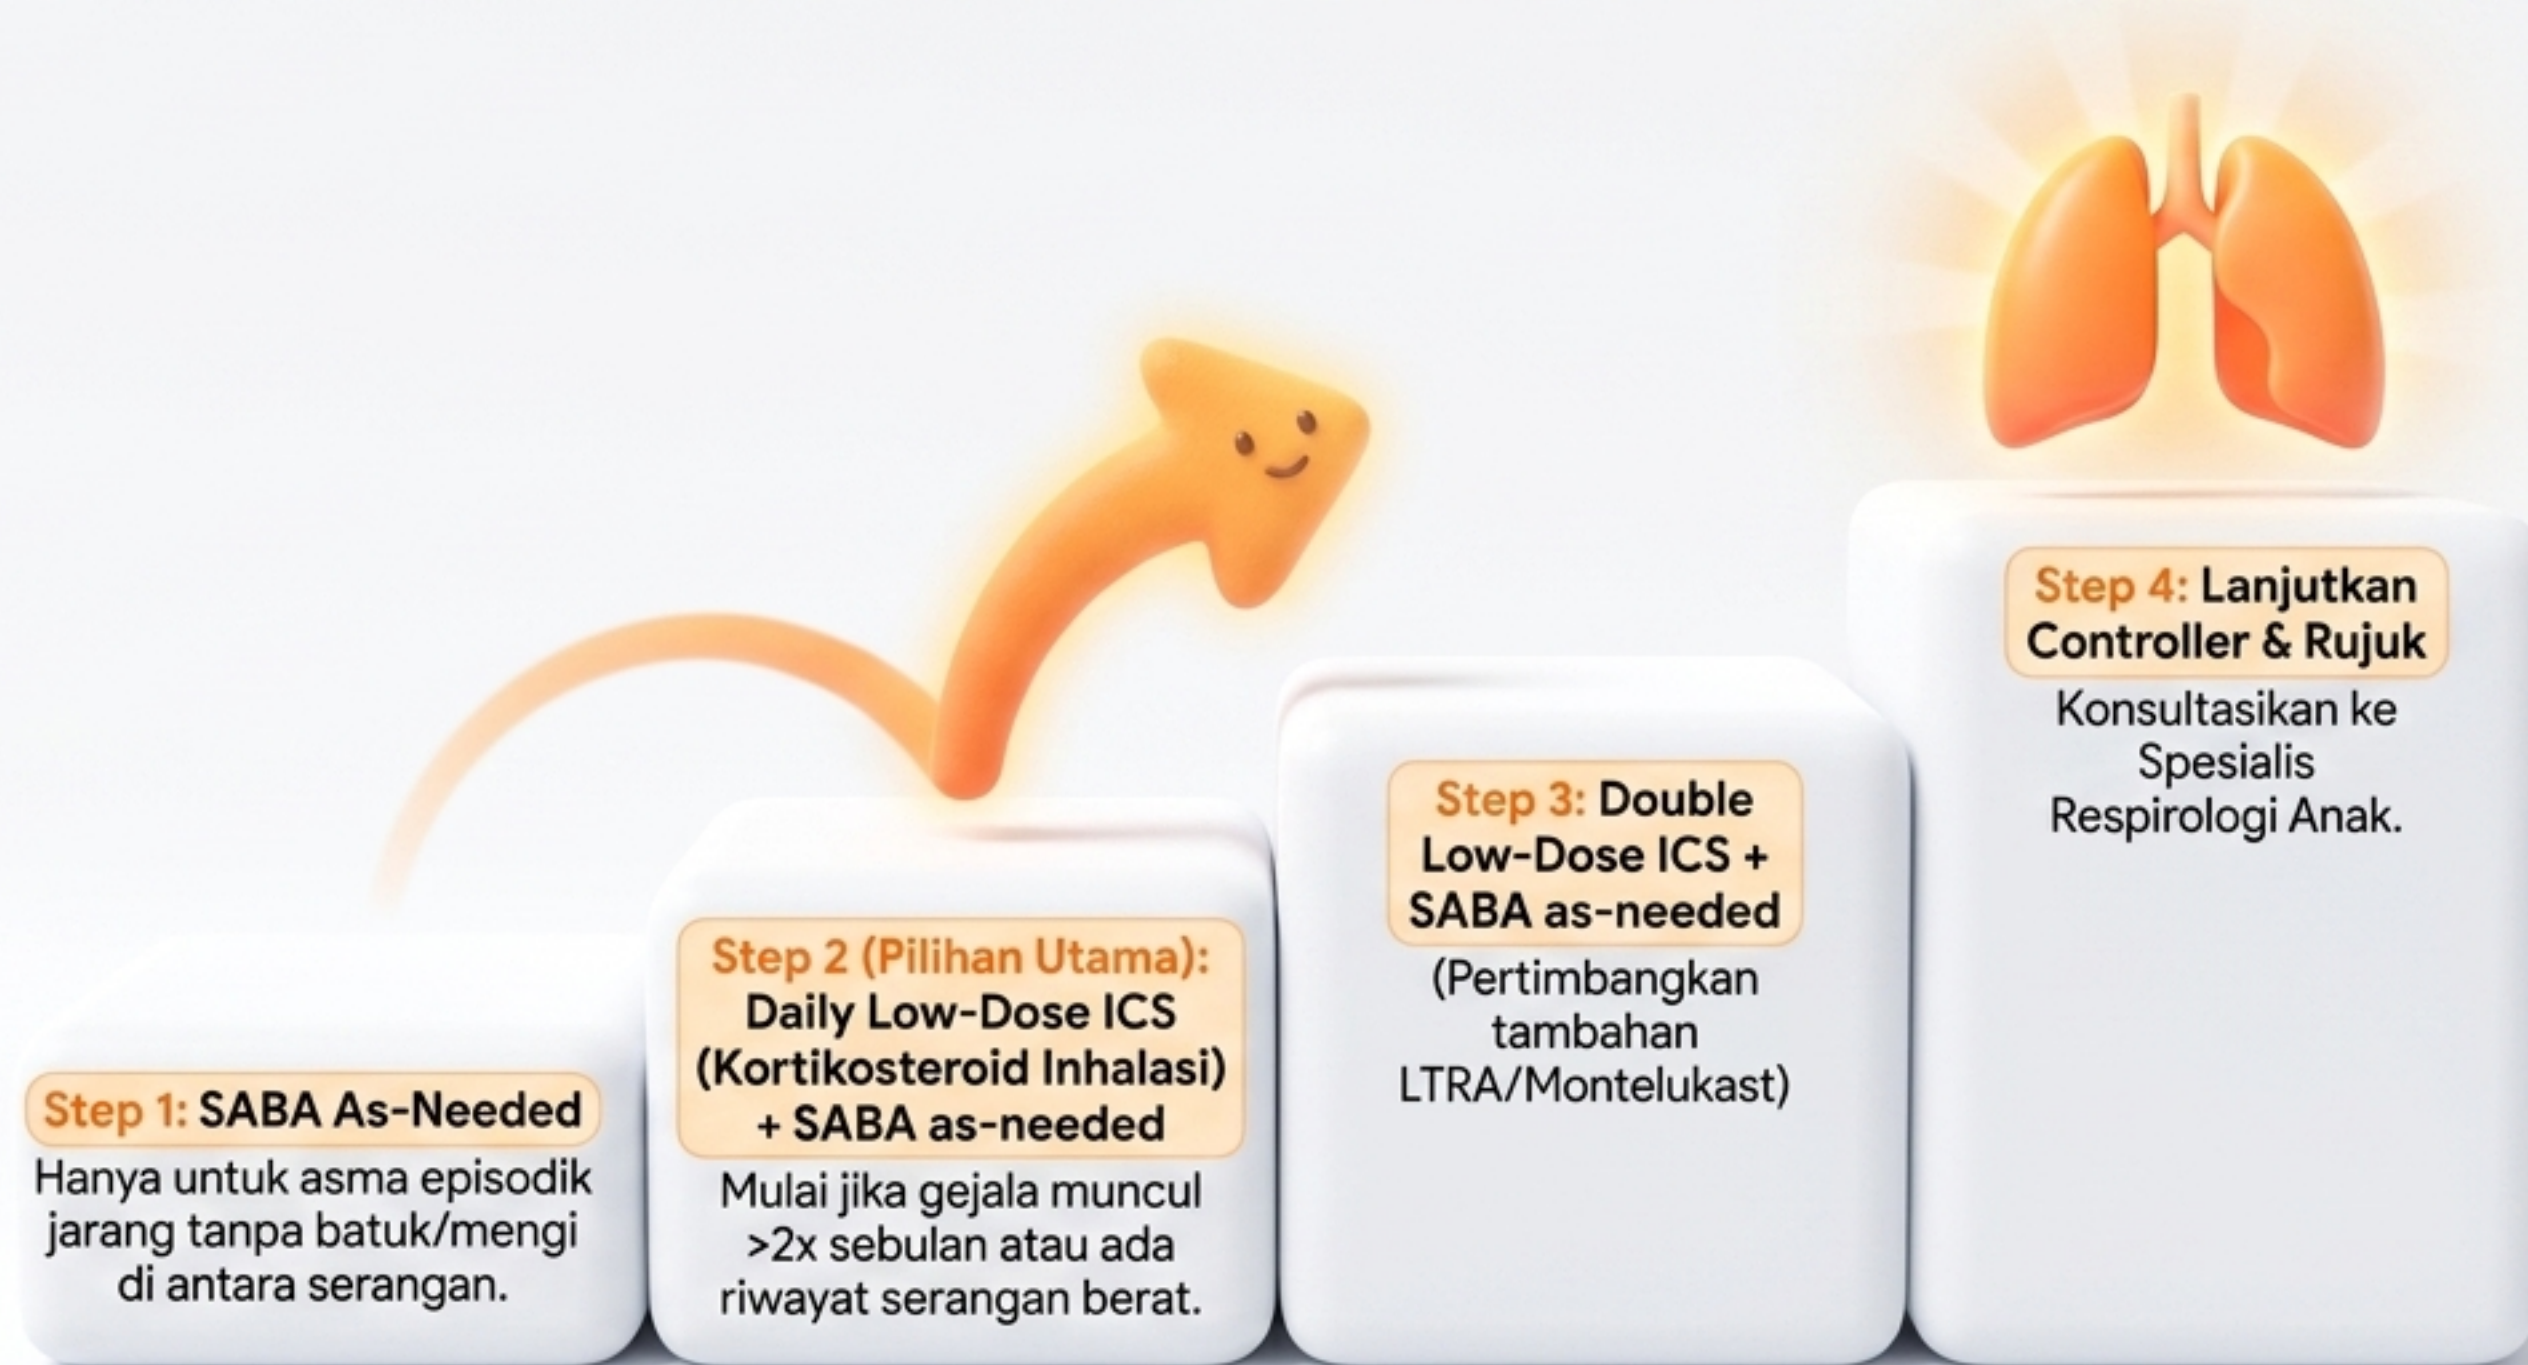 Step 1: SABA As-Needed
Hanya untuk asma episodik
jarang tanpa batuk/mengi
di antara serangan.
Step 2 (Pilihan Utama):
Daily Low-Dose ICS
(Kortikosteroid Inhalasi)
+ SABA as-needed
Mulai jika gejala muncul
>2x sebulan atau ada
riwayat serangan berat.
Step 3: Double
Low-Dose ICS +
SABA as-needed
(Pertimbangkan
tambahan
LTRA/Montelukast)
Step 4: Lanjutkan
Controller & Rujuk
Konsultasikan ke
Spesialis
Respirologi Anak.